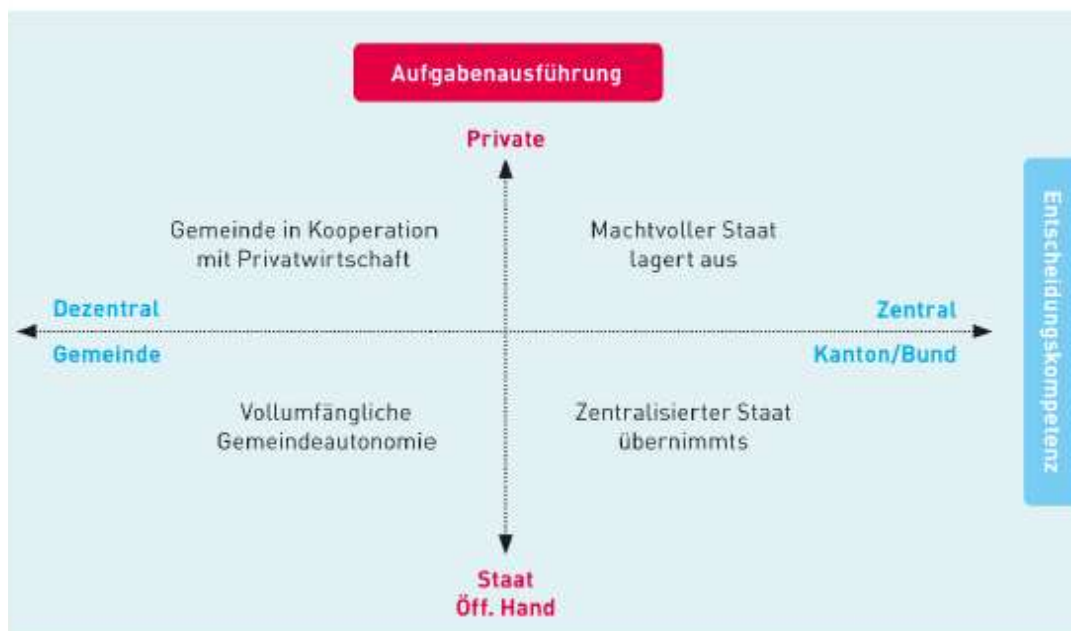 Aufgabenausführung
Private
Gemeinde in Kooperation
mit Privatwirtschaft
Machtvoller Staat
lagert aus
Dezentral
Zentral
Gemeinde
Kanton/Bund
Entscheidungskompetenz
Vollumfängliche
Gemeindeautonomie
Zentralisierter Staat
übernimmts
Staat
Öff. Hand